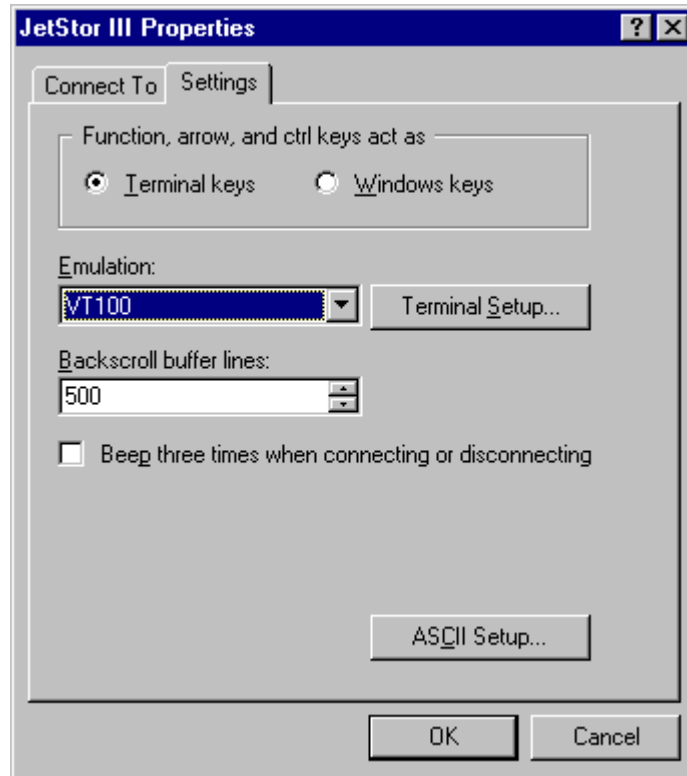 JetStor III Properties
Connect To Settings
Function, arrow, and ctrl keys act as
Terminal keys Windows keys
Emulation:
VT100 Terminal Setup...
Backscroll buffer lines:
500
Beep three times when connecting or disconnecting
ASCII Setup...
OK Cancel